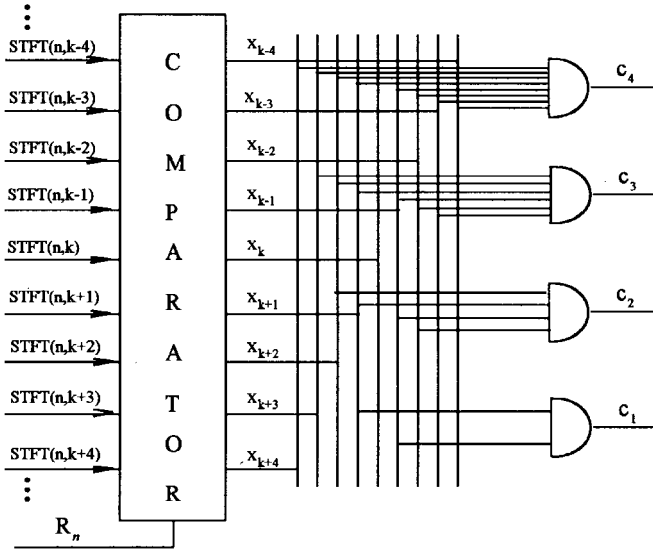 STFT(n,k-4) C x_{k-4} c_4
STFT(n,k-3) O x_{k-3}
STFT(n,k-2) M x_{k-2} c_3
STFT(n,k-1) P x_{k-1}
STFT(n,k) A x_k
STFT(n,k+1) R x_{k+1} c_2
STFT(n,k+2) A x_{k+2}
STFT(n,k+3) T x_{k+3} c_1
STFT(n,k+4) O x_{k+4}
R
R_n